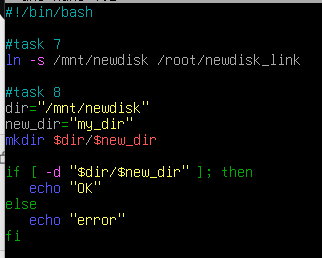 #!/bin/bash
#task 7
ln -s /mnt/newdisk /root/newdisk_link
#task 8
dir="/mnt/newdisk"
new_dir="my_dir"
mkdir $dir/$new_dir
if [ -d "$dir/$new_dir" ]; then
   echo "OK"
else
   echo "error"
fi